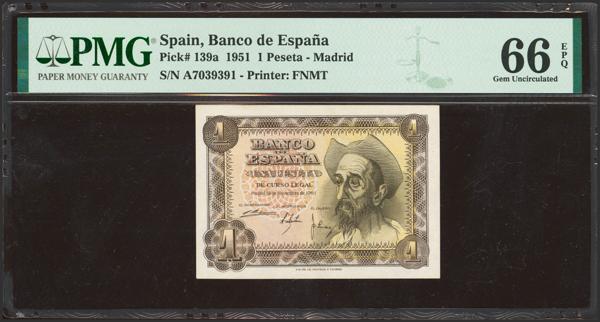 PMG
PAPER MONEY GUARANTY
Spain, Banco de España
Pick# 139a 1951 1 Peseta - Madrid
S/N A7039391 - Printer: FNMT
66 EPQ
Gem Uncirculated
1
1
BANCO
DE
ESPAÑA
UNA PESETA
DE CURSO LEGAL
1
1